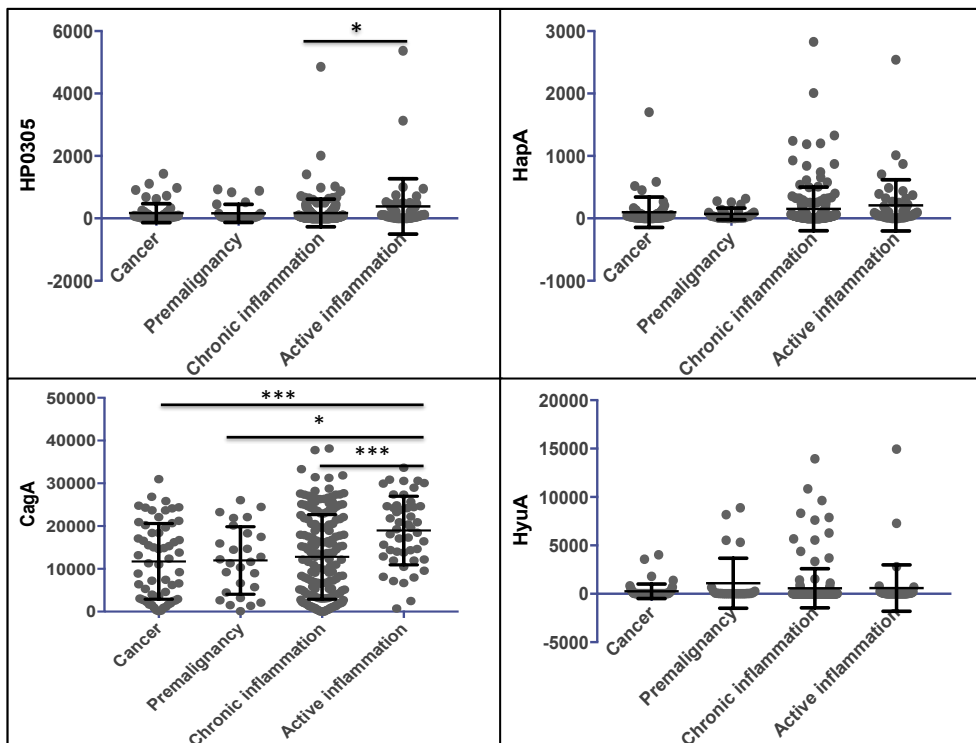 HP0305
6000
4000
2000
0
-2000
*
Cancer
Premalignancy
Chronic inflammation
Active inflammation
HapA
3000
2000
1000
0
-1000
Cancer
Premalignancy
Chronic inflammation
Active inflammation
CagA
50000
40000
30000
20000
10000
0
***
*
***
Cancer
Premalignancy
Chronic inflammation
Active inflammation
HyuA
20000
15000
10000
5000
0
-5000
Cancer
Premalignancy
Chronic inflammation
Active inflammation